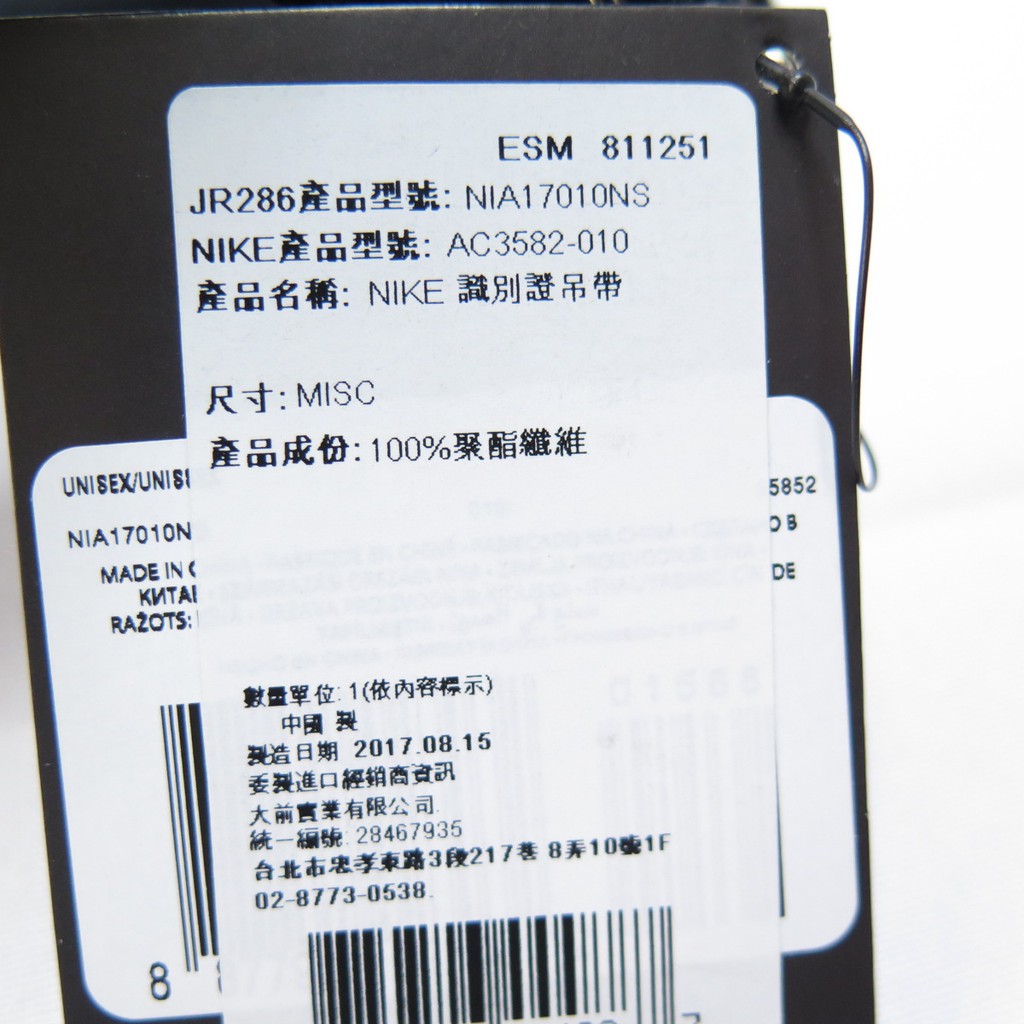 ESM 811251
JR286產品型號: NIA17010NS
NIKE產品型號: AC3582-010
產品名稱: NIKE 識別證吊帶
尺寸: MISC
產品成份: 100%聚酯纖維
UNISEX/UNIS
5852
NIA17010N
O B
MADE IN
DE
КИТА
RAŽOTS:
數量單位: 1(依內容標示)
中國 製
製造日期 2017.08.15
委製進口經銷商資訊
大前實業有限公司.
統一編號: 28467935
台北市忠孝東路3段217巷 8弄10號1F
02-8773-0538.
8